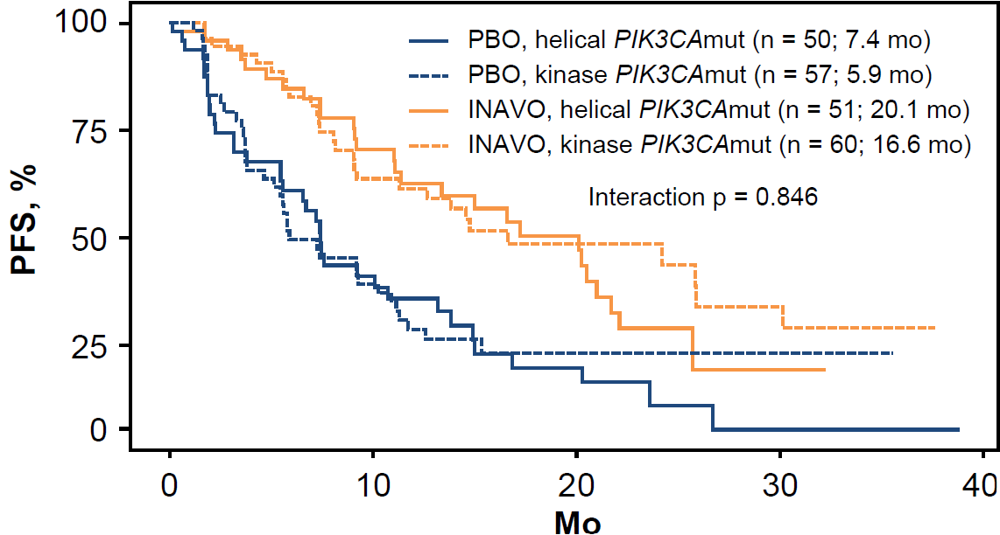 PFS, %
100
75
50
25
0
PBO, helical PIK3CAmut (n = 50; 7.4 mo)
PBO, kinase PIK3CAmut (n = 57; 5.9 mo)
INAVO, helical PIK3CAmut (n = 51; 20.1 mo)
INAVO, kinase PIK3CAmut (n = 60; 16.6 mo)
Interaction p = 0.846
0 10 20 30 40
Mo